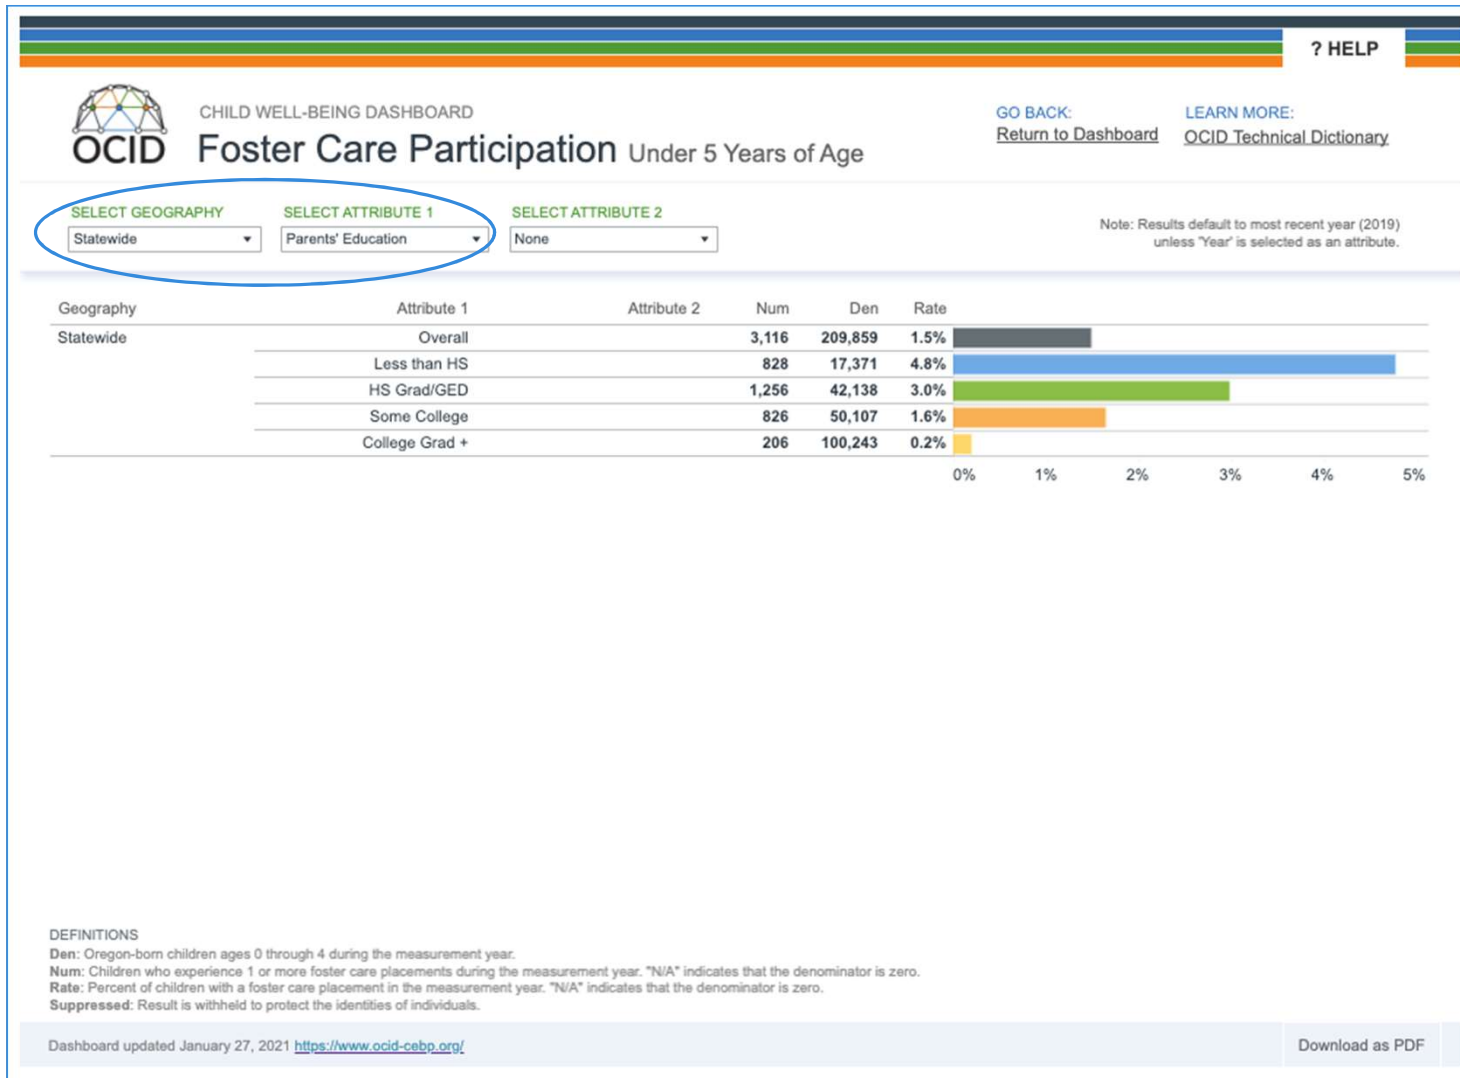 ? HELP
OCID
CHILD WELL-BEING DASHBOARD
Foster Care Participation Under 5 Years of Age
GO BACK:
Return to Dashboard
LEARN MORE:
OCID Technical Dictionary
SELECT GEOGRAPHY
Statewide
SELECT ATTRIBUTE 1
Parents' Education
SELECT ATTRIBUTE 2
None
Note: Results default to most recent year (2019)
unless 'Year' is selected as an attribute.
Geography Attribute 1 Attribute 2 Num Den Rate
Statewide Overall 3,116 209,859 1.5%
Less than HS 828 17,371 4.8%
HS Grad/GED 1,256 42,138 3.0%
Some College 826 50,107 1.6%
College Grad + 206 100,243 0.2%
0% 1% 2% 3% 4% 5%
DEFINITIONS
Den: Oregon-born children ages 0 through 4 during the measurement year.
Num: Children who experience 1 or more foster care placements during the measurement year. "N/A" indicates that the denominator is zero.
Rate: Percent of children with a foster care placement in the measurement year. "N/A" indicates that the denominator is zero.
Suppressed: Result is withheld to protect the identities of individuals.
Dashboard updated January 27, 2021 https://www.ocid-cebp.org/
Download as PDF